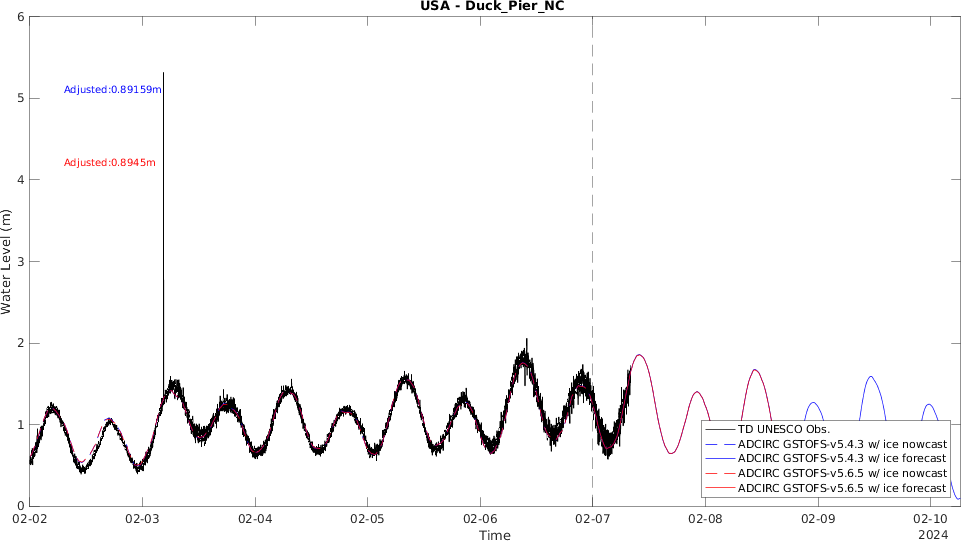 USA - Duck_Pier_NC
6
5
4
3
2
1
0
Water Level (m)
Adjusted:0.89159m
Adjusted:0.8945m
TD UNESCO Obs.
ADCIRC GSTOFS-v5.4.3 w/ ice nowcast
ADCIRC GSTOFS-v5.4.3 w/ ice forecast
ADCIRC GSTOFS-v5.6.5 w/ ice nowcast
ADCIRC GSTOFS-v5.6.5 w/ ice forecast
02-02 02-03 02-04 02-05 02-06 02-07 02-08 02-09 02-10
Time
2024